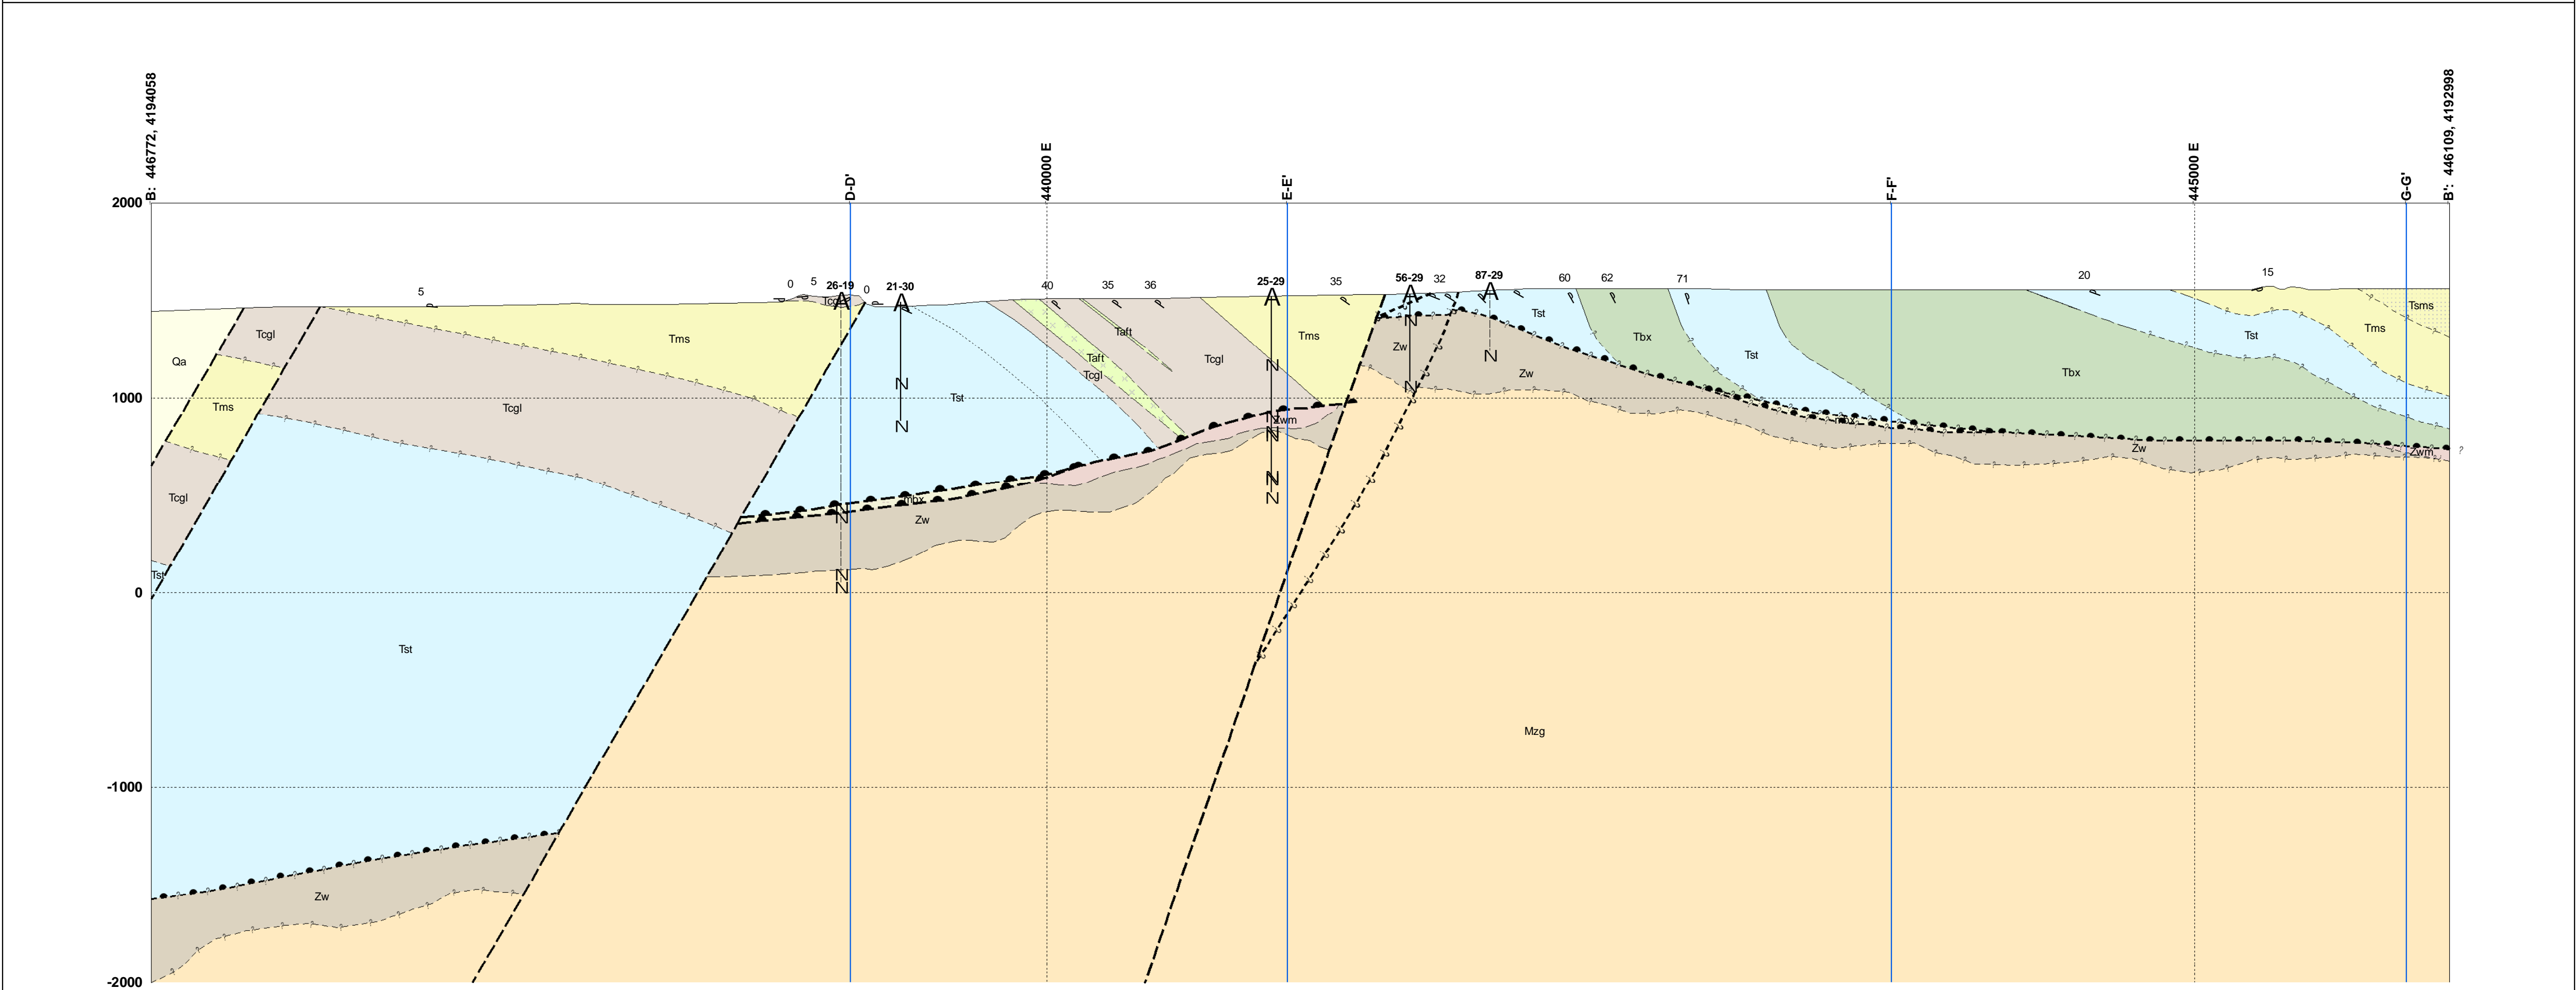 B: 446772, 4194058
D-D'
440000 E
E-E'
F-F'
445000 E
G-G'
B': 446109, 4192998
2000
1000
0
-1000
-2000
5
0
5
26-19
0
21-30
40
35
36
25-29
35
56-29
32
87-29
60
62
71
20
15
Qa
Tcgl
Tms
Tcgl
Tst
Tcgl
Tms
Tst
Zw
Tcgl
Tst
mbx
Zw
Taft
Taft
Tcgl
Tcgl
Tms
Zwm
Zw
Zw
Tst
Tbx
Tst
mbx
Tbx
Tst
Tms
Tsms
Zw
Zwm
?
Mzg